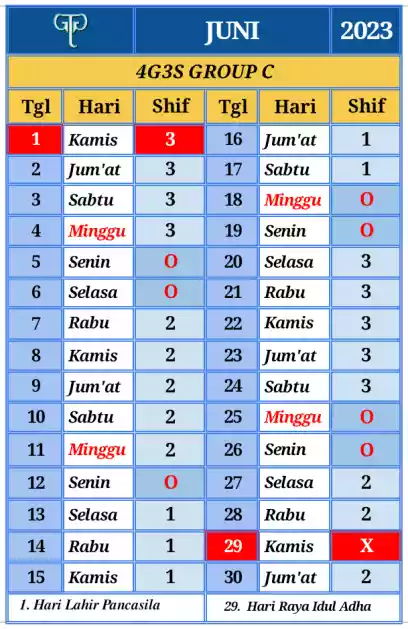 GTJ JUNI 2023
4G3S GROUP C
Tgl Hari Shif Tgl Hari Shif
1 Kamis 3 16 Jum'at 1
2 Jum'at 3 17 Sabtu 1
3 Sabtu 3 18 Minggu O
4 Minggu 3 19 Senin O
5 Senin O 20 Selasa 3
6 Selasa O 21 Rabu 3
7 Rabu 2 22 Kamis 3
8 Kamis 2 23 Jum'at 3
9 Jum'at 2 24 Sabtu 3
10 Sabtu 2 25 Minggu O
11 Minggu 2 26 Senin O
12 Senin O 27 Selasa 2
13 Selasa 1 28 Rabu 2
14 Rabu 1 29 Kamis X
15 Kamis 1 30 Jum'at 2
1. Hari Lahir Pancasila 29. Hari Raya Idul Adha